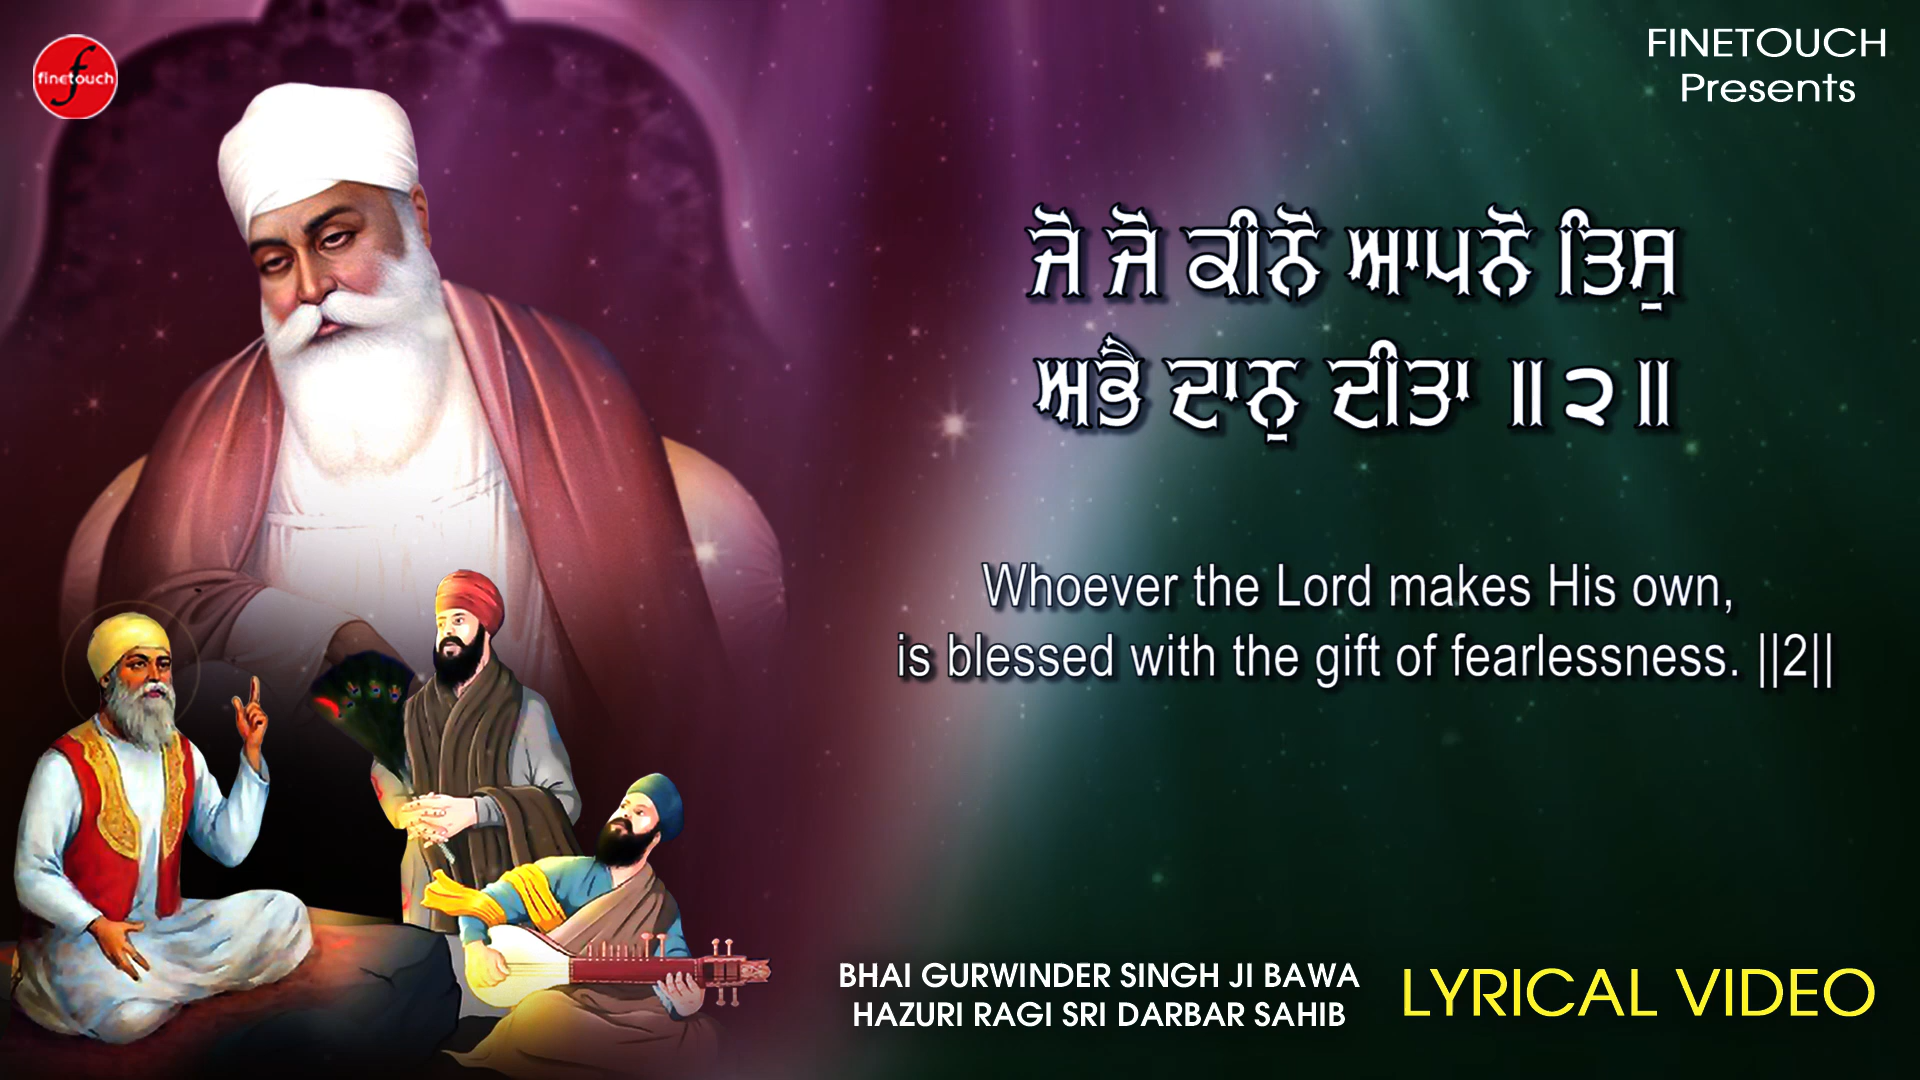 finetouch
FINETOUCH
Presents
ਜੋ ਜੋ ਕੀਨੋ ਆਪਨੋ ਤਿਸੁ
ਅਭੈ ਦਾਨੁ ਦੀਤਾ ॥੨॥
Whoever the Lord makes His own,
is blessed with the gift of fearlessness. ||2||
BHAI GURWINDER SINGH JI BAWA
HAZURI RAGI SRI DARBAR SAHIB
LYRICAL VIDEO